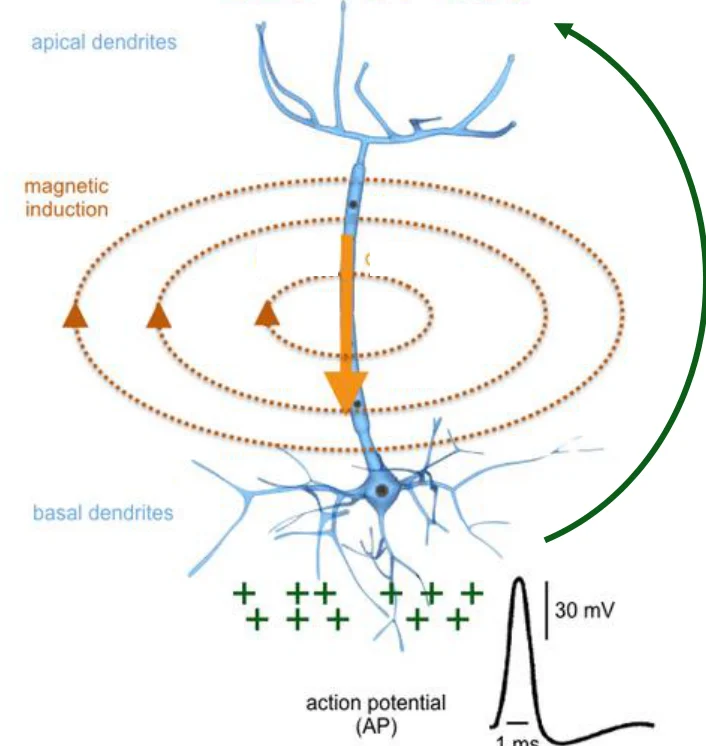 apical dendrites
magnetic
induction
basal dendrites
30 mV
action potential
(AP)
1 ms